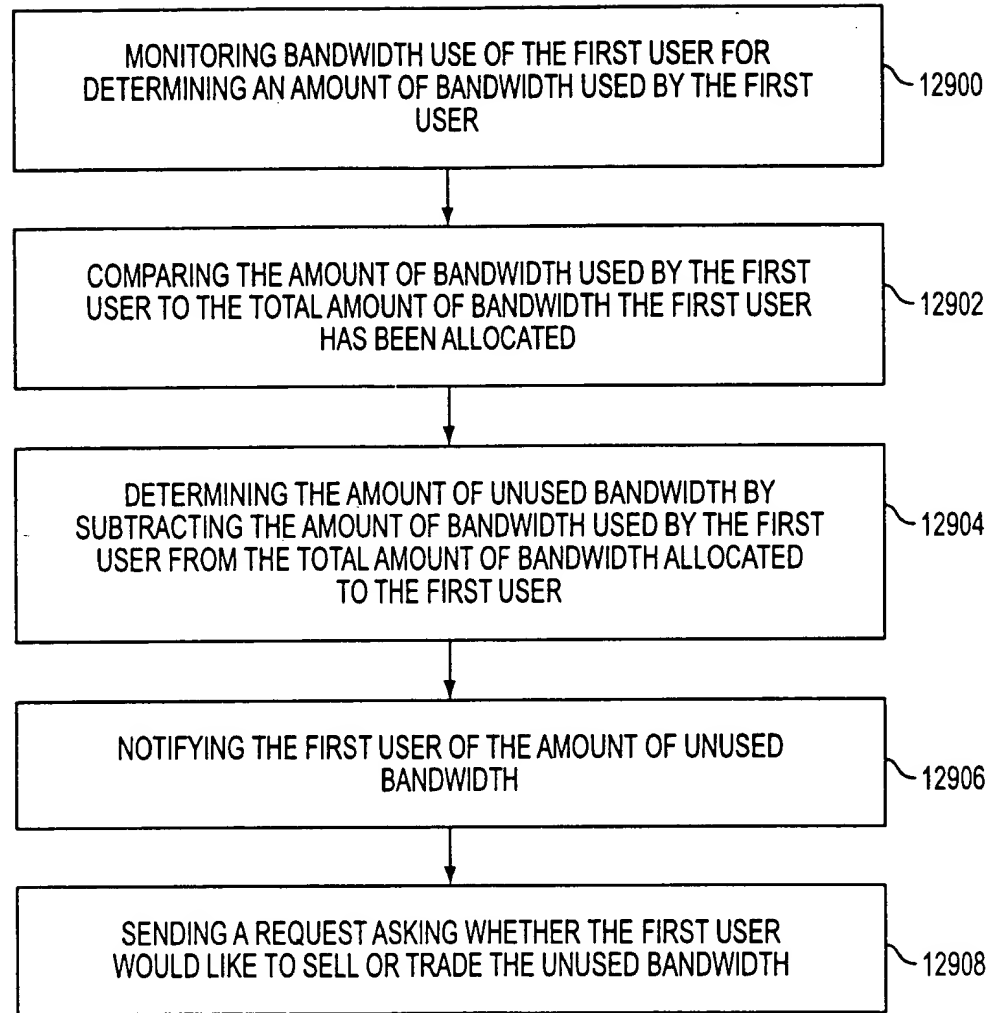 MONITORING BANDWIDTH USE OF THE FIRST USER FOR
DETERMINING AN AMOUNT OF BANDWIDTH USED BY THE FIRST
USER
12900
COMPARING THE AMOUNT OF BANDWIDTH USED BY THE FIRST
USER TO THE TOTAL AMOUNT OF BANDWIDTH THE FIRST USER
HAS BEEN ALLOCATED
12902
DETERMINING THE AMOUNT OF UNUSED BANDWIDTH BY
SUBTRACTING THE AMOUNT OF BANDWIDTH USED BY THE FIRST
USER FROM THE TOTAL AMOUNT OF BANDWIDTH ALLOCATED
TO THE FIRST USER
12904
NOTIFYING THE FIRST USER OF THE AMOUNT OF UNUSED
BANDWIDTH
12906
SENDING A REQUEST ASKING WHETHER THE FIRST USER
WOULD LIKE TO SELL OR TRADE THE UNUSED BANDWIDTH
12908